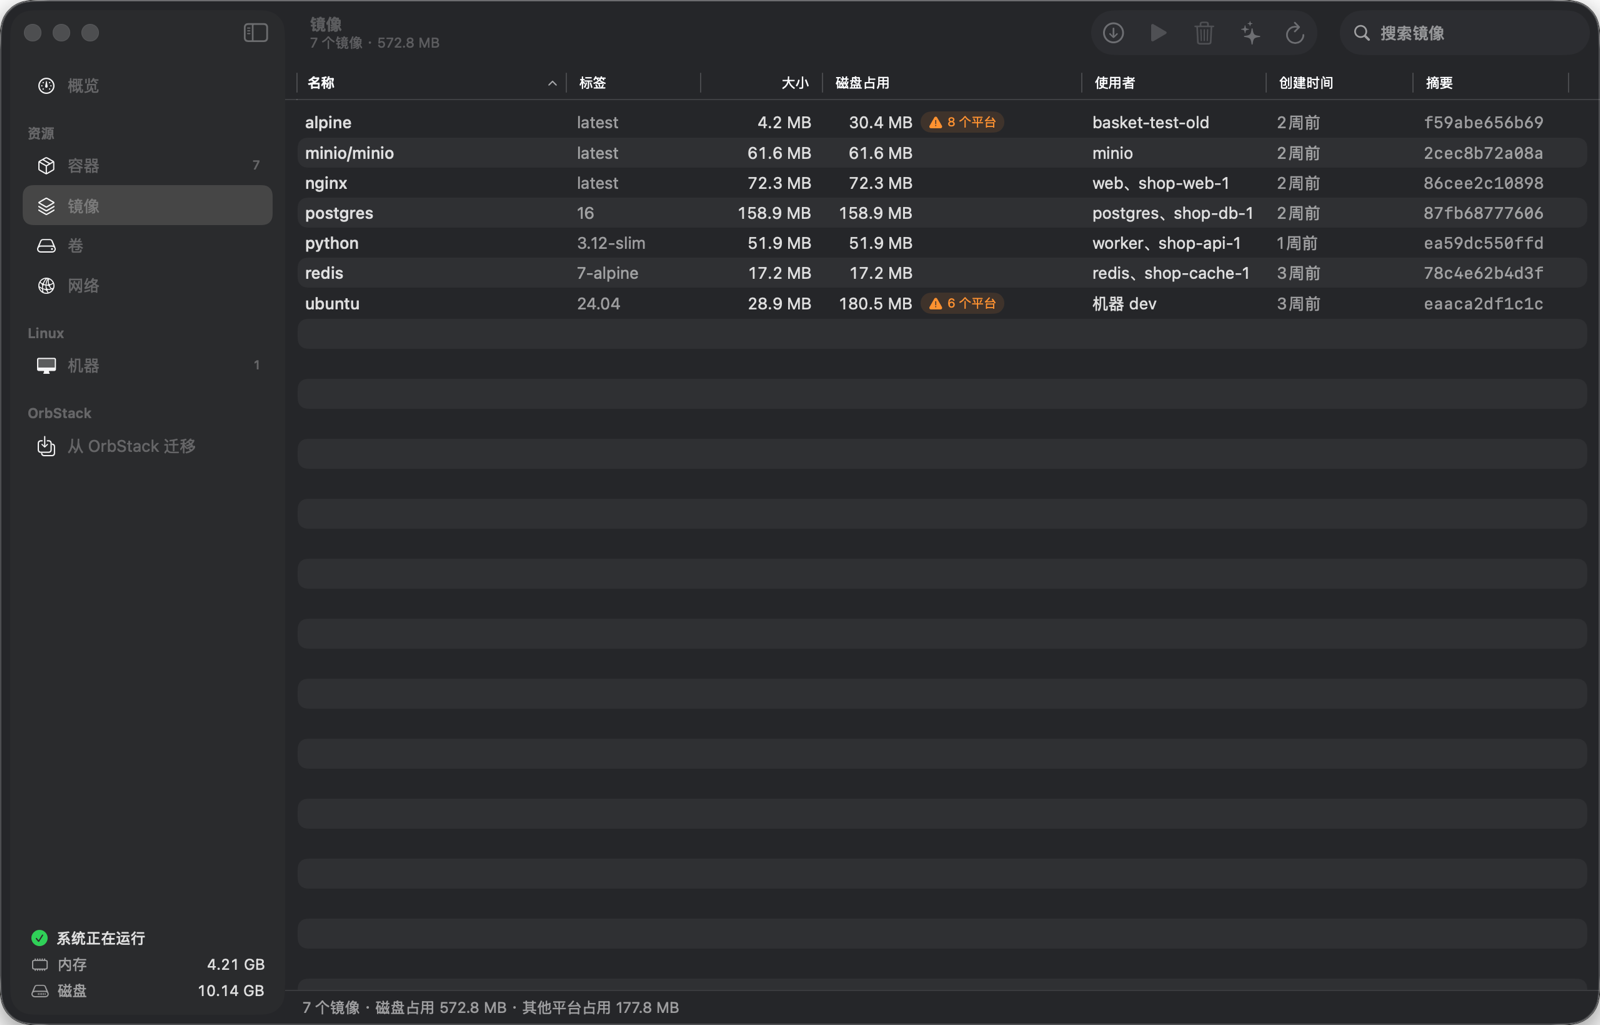 镜像
7 个镜像 · 572.8 MB
搜索镜像
概览
资源
容器 7
镜像
卷
网络
Linux
机器 1
OrbStack
从 OrbStack 迁移
系统正在运行
内存 4.21 GB
磁盘 10.14 GB
名称 标签 大小 磁盘占用 使用者 创建时间 摘要
alpine latest 4.2 MB 30.4 MB 8 个平台 basket-test-old 2周前 f59abe656b69
minio/minio latest 61.6 MB 61.6 MB minio 2周前 2cec8b72a08a
nginx latest 72.3 MB 72.3 MB web、shop-web-1 2周前 86cee2c10898
postgres 16 158.9 MB 158.9 MB postgres、shop-db-1 2周前 87fb68777606
python 3.12-slim 51.9 MB 51.9 MB worker、shop-api-1 1周前 ea59dc550ffd
redis 7-alpine 17.2 MB 17.2 MB redis、shop-cache-1 3周前 78c4e62b4d3f
ubuntu 24.04 28.9 MB 180.5 MB 6 个平台 机器 dev 3周前 eaaca2df1c1c
7 个镜像 · 磁盘占用 572.8 MB · 其他平台占用 177.8 MB